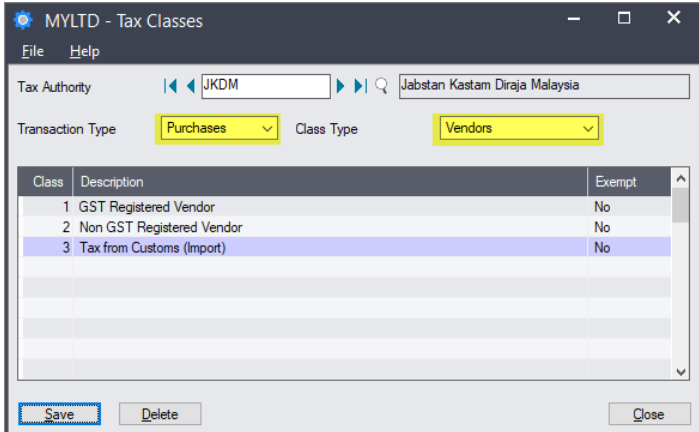 MYLTD - Tax Classes
File Help
Tax Authority JKDM Jabstan Kastam Diraja Malaysia
Transaction Type Purchases Class Type Vendors
Class Description Exempt
1 GST Registered Vendor No
2 Non GST Registered Vendor No
3 Tax from Customs (Import) No
Save Delete Close